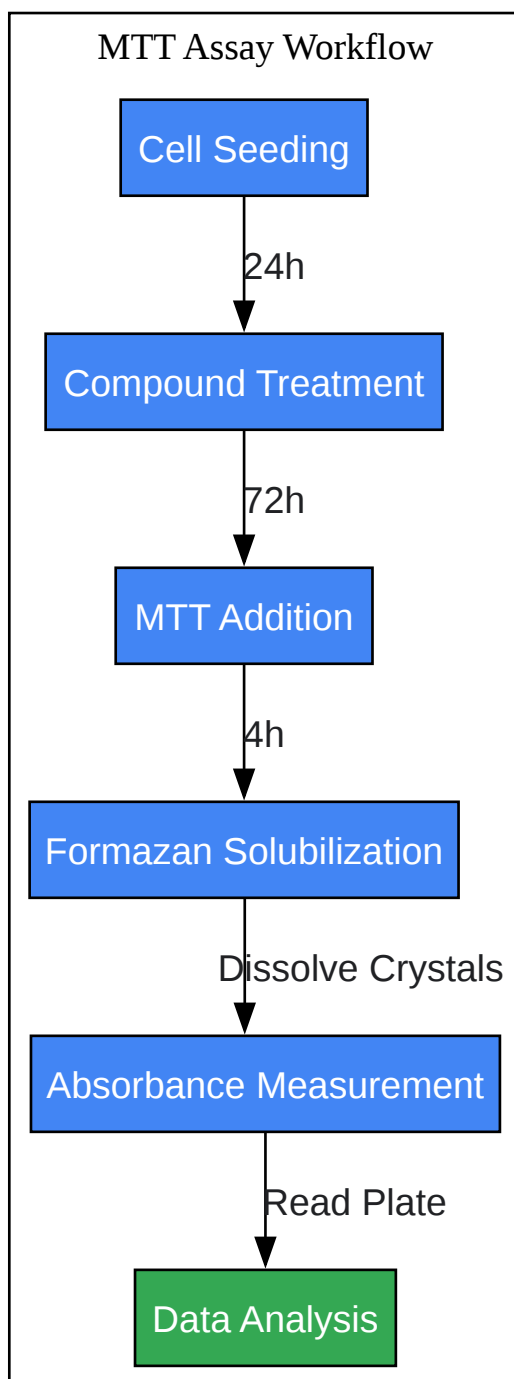 MTT Assay Workflow
Cell Seeding
24h
Compound Treatment
72h
MTT Addition
4h
Formazan Solubilization
Dissolve Crystals
Absorbance Measurement
Read Plate
Data Analysis